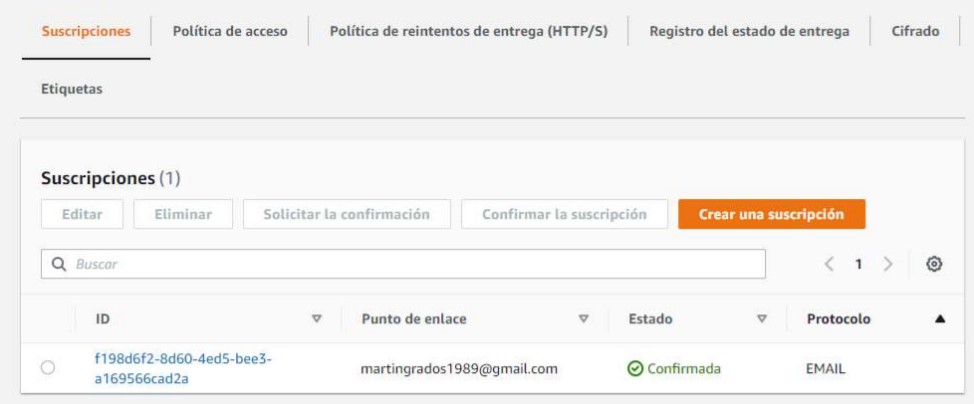 Suscripciones Política de acceso Política de reintentos de entrega (HTTP/S) Registro del estado de entrega Cifrado
Etiquetas
Suscripciones (1)
Editar Eliminar Solicitar la confirmación Confirmar la suscripción Crear una suscripción
Buscar 1
ID Punto de enlace Estado Protocolo
f198d6f2-8d60-4ed5-bee3-
a169566cad2a martingrados1989@gmail.com Confirmada EMAIL